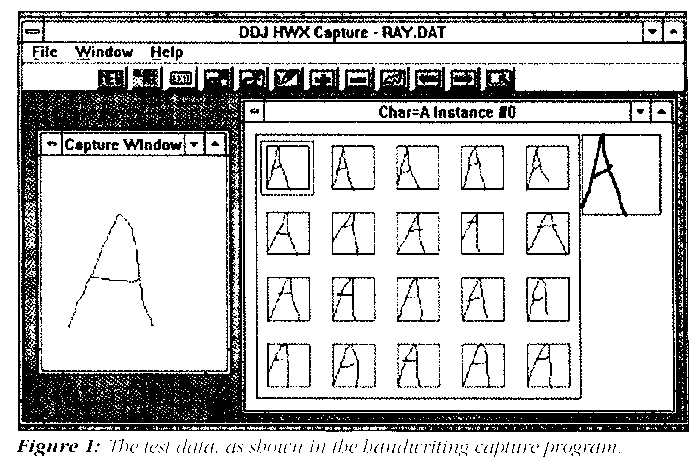 DDJ HWX Capture - RAY.DAT
File Window Help
Char=A Instance #0
Capture Window
A
A A A A A A
A A A A A
A A A A A
A A A A A
Figure 1: The test data, as shown in the handwriting capture program.